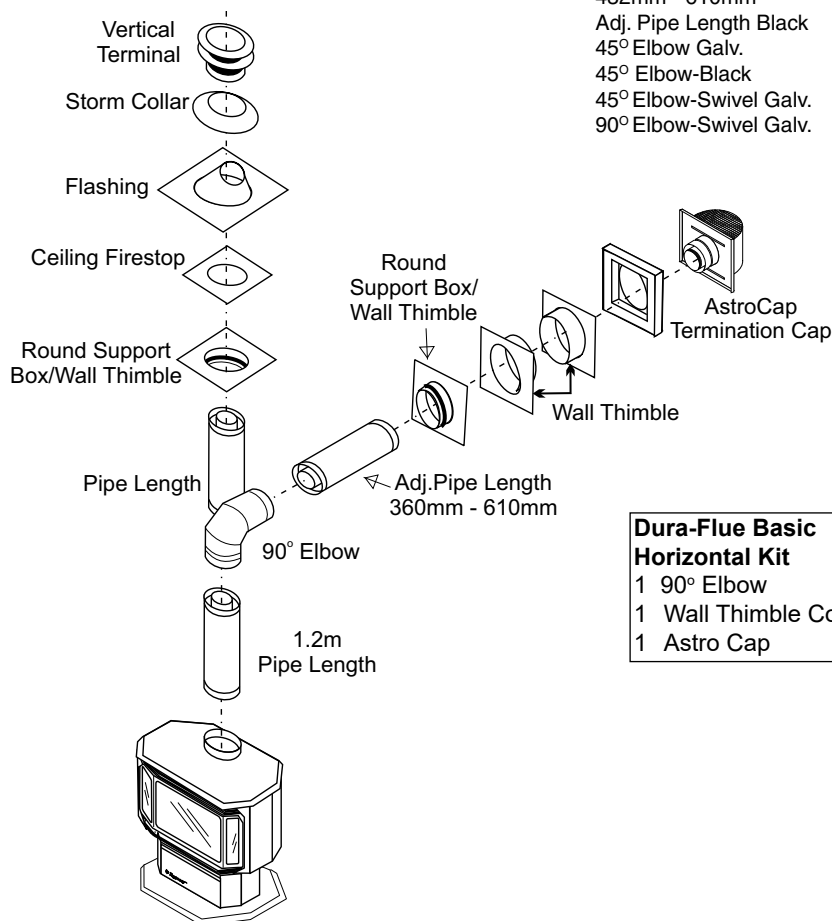 Adj. Pipe Length Black
45° Elbow Galv.
45° Elbow-Black
45° Elbow-Swivel Galv.
90° Elbow-Swivel Galv.
Vertical
Terminal
Storm Collar
Flashing
Ceiling Firestop
Round Support
Box/Wall Thimble
Pipe Length
90° Elbow
1.2m
Pipe Length
Round
Support Box/
Wall Thimble
Adj.Pipe Length
360mm - 610mm
Wall Thimble
AstroCap
Termination Cap
Dura-Flue Basic
Horizontal Kit
1 90° Elbow
1 Wall Thimble
1 Astro Cap